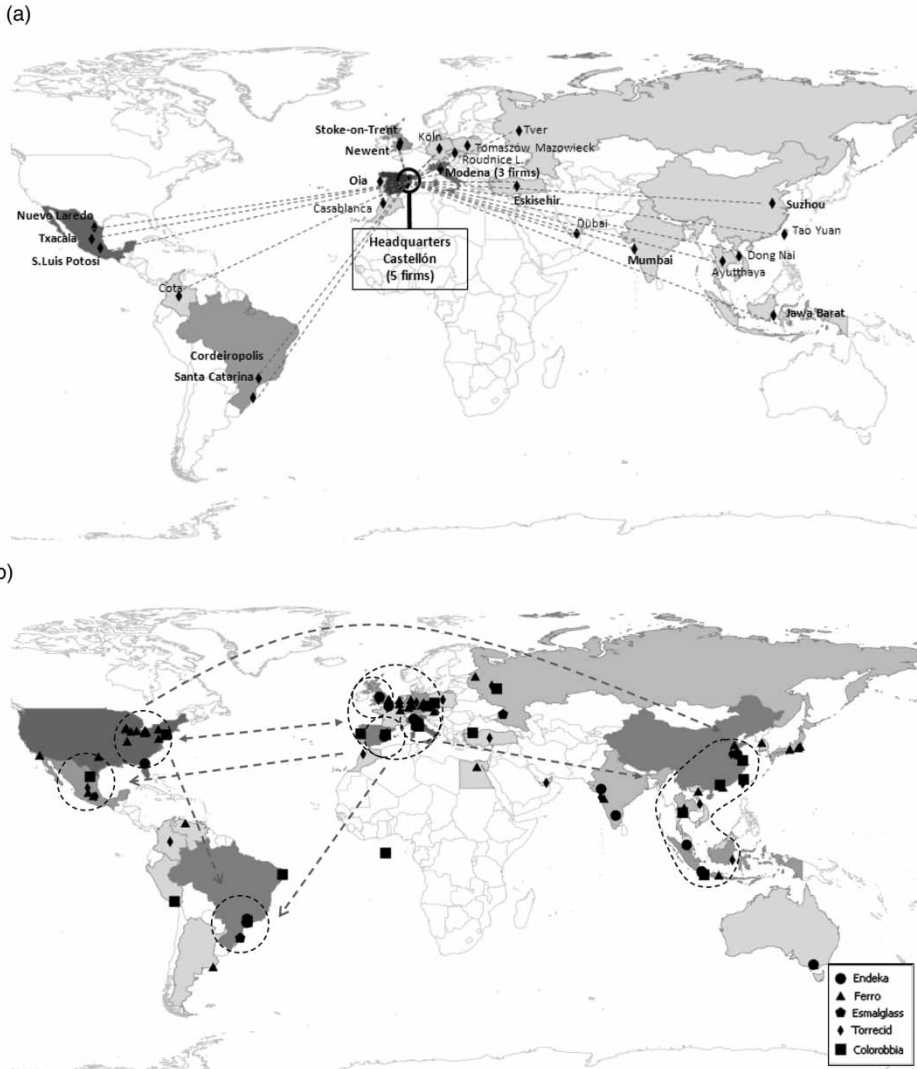 (a)
Stoke-on-Trent
Newent
Köln
Tver
Tomaszów Mazowieck
Roudnice L.
Modena (3 firms)
Oia
Casablanca
Eskisehir
Suzhou
Nuevo Laredo
Txacala
S.Luis Potosí
Headquarters
Castellón
(5 firms)
Dubai
Tao Yuan
Mumbai
Dong Nai
Ayutthaya
Cota
Jawa Barat
Cordeiropolis
Santa Catarina
b)
Endeka
Ferro
Esmalglass
Torrecid
Colorobbia